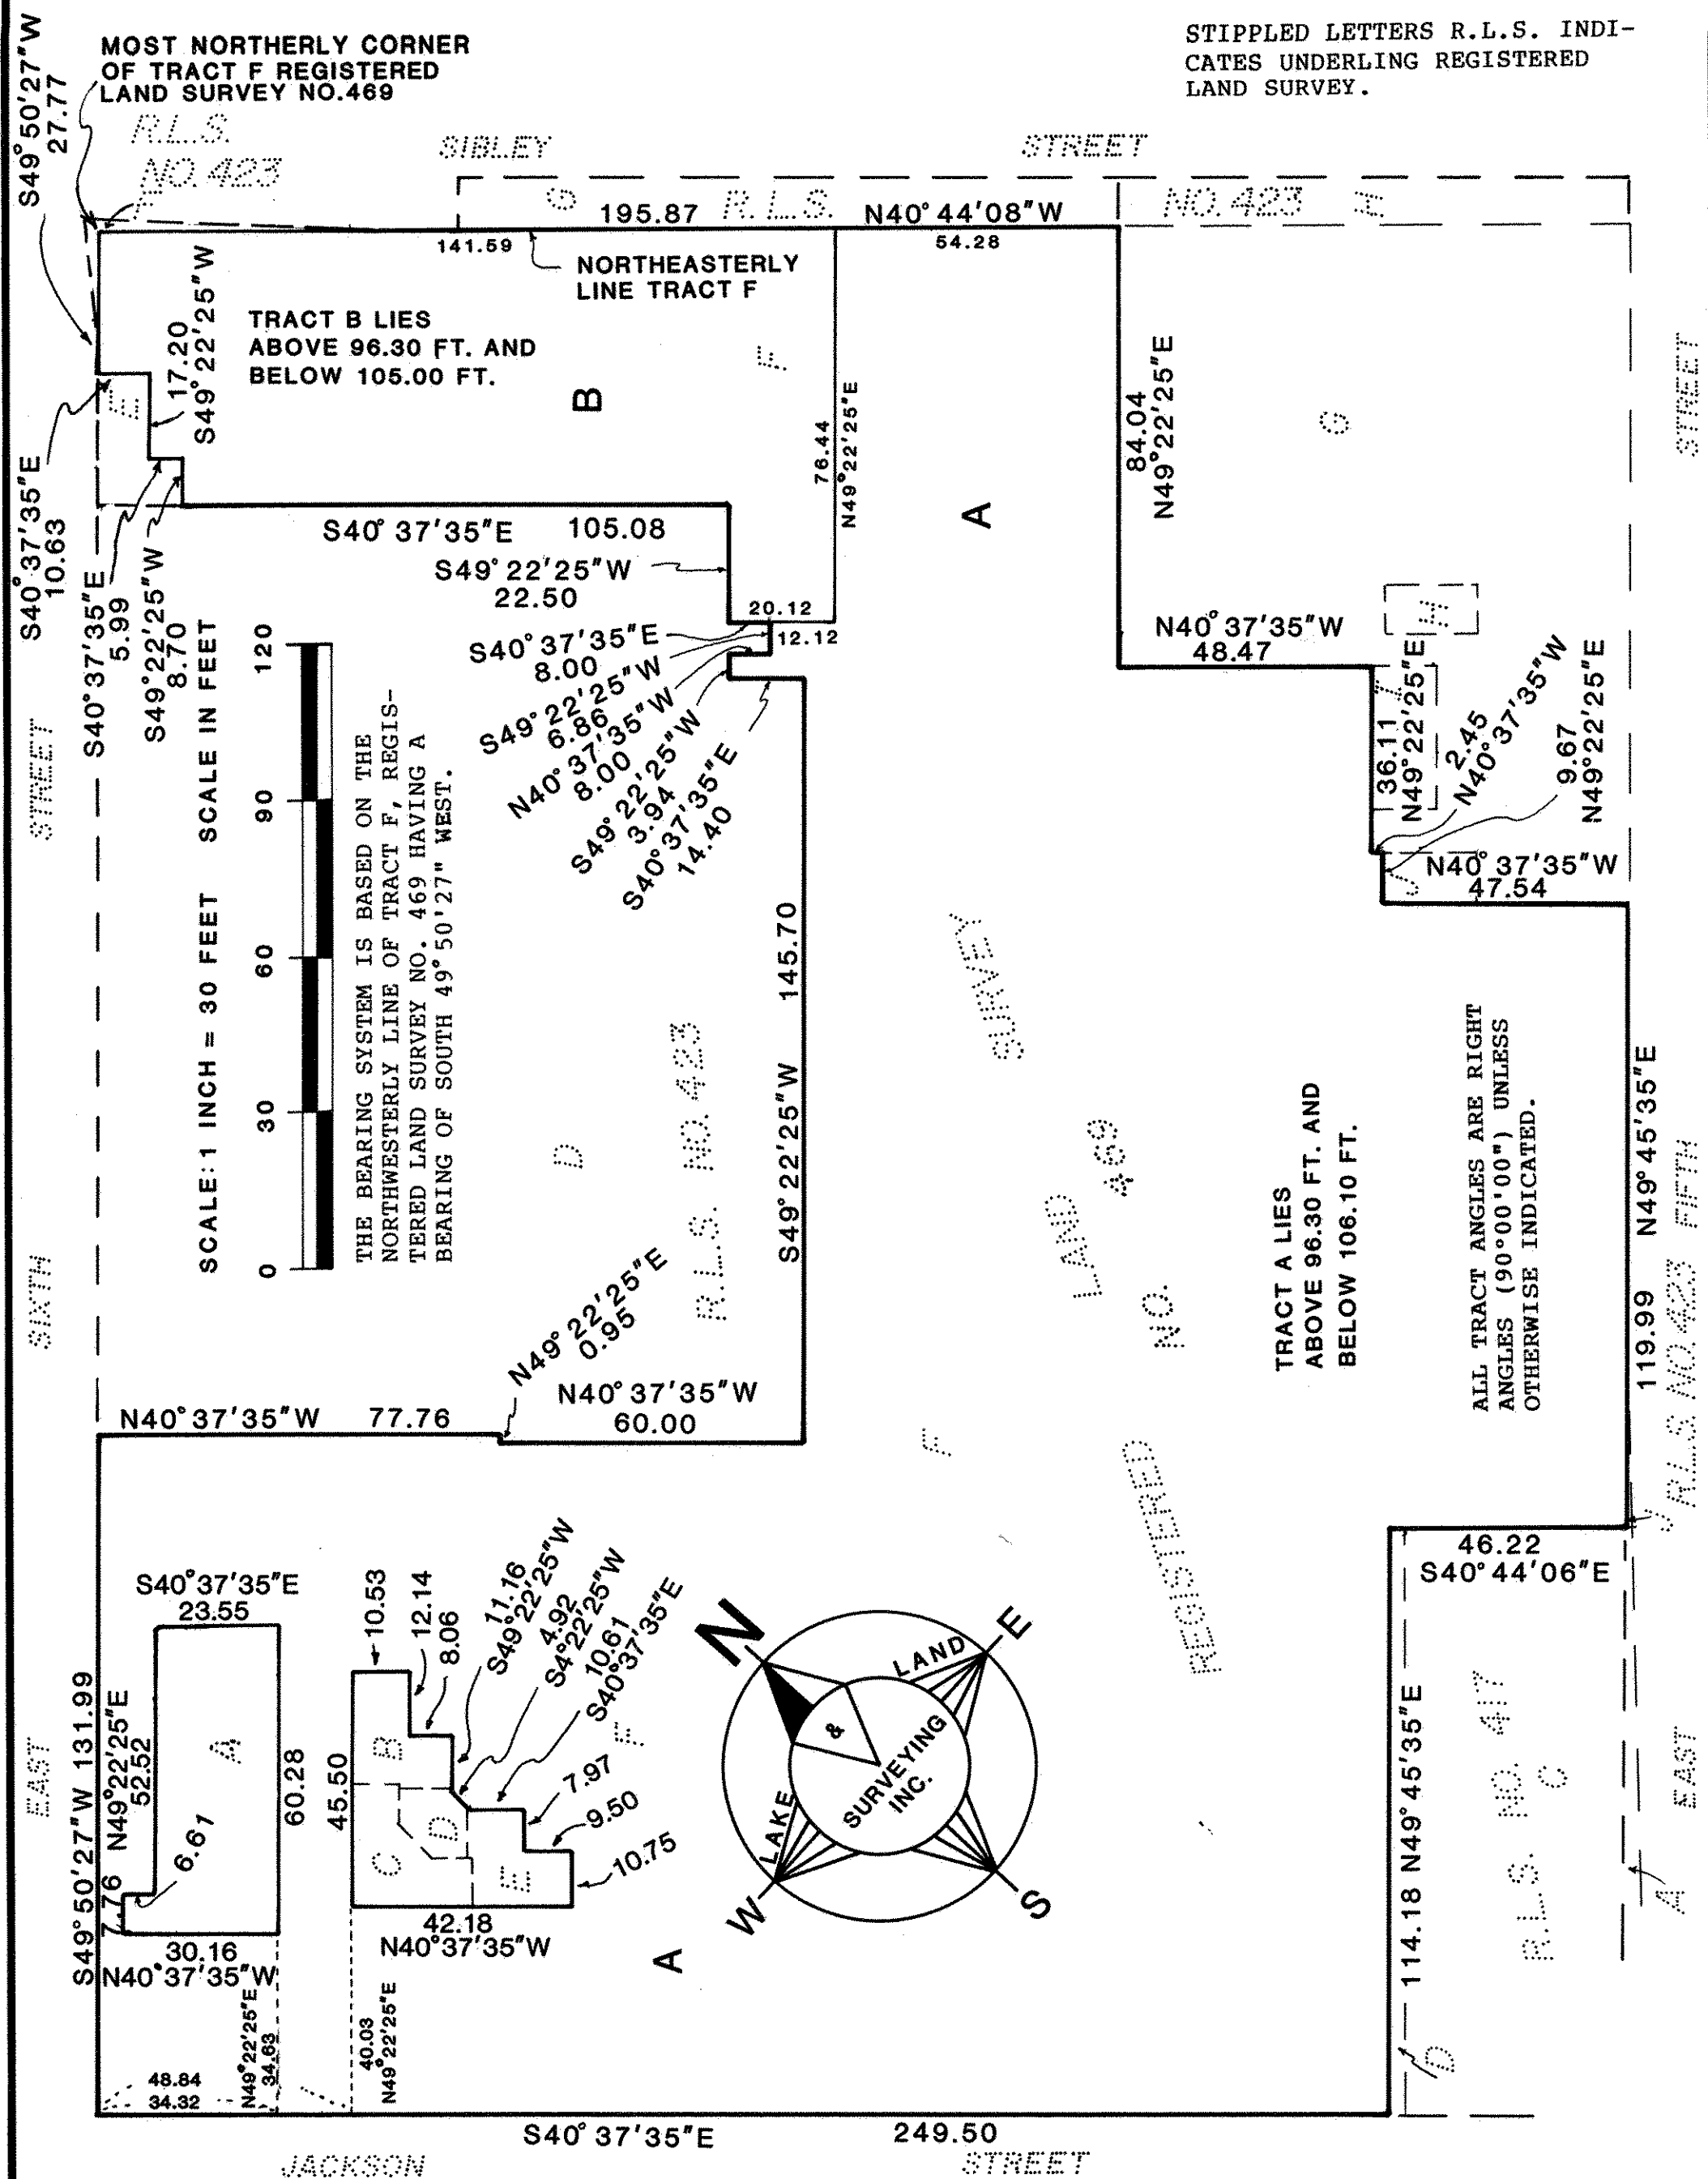 STIPPLED LETTERS R.L.S. INDI-
CATES UNDERLING REGISTERED
LAND SURVEY.
MOST NORTHERLY CORNER
OF TRACT F REGISTERED
LAND SURVEY NO.469
S49°50'27"W
27.77
R.L.S.
NO.423
F
SIBLEY
STREET
G
195.87
R.L.S.
N40°44'08"W
NO.423
H
141.59
54.28
NORTHEASTERLY
LINE TRACT F
TRACT B LIES
ABOVE 96.30 FT. AND
BELOW 105.00 FT.
17.20
S49°22'25"W
E
B
F
S40°37'35"E
10.63
S40°37'35"E
5.99
S49°22'25"W
8.70
S40°37'35"E
105.08
76.44
N49°22'25"E
A
84.04
N49°22'25"E
G
STREET
S49°22'25"W
22.50
20.12
12.12
S40°37'35"E
8.00
S49°22'25"W
6.86
N40°37'35"W
8.00
S49°22'25"W
3.94
S40°37'35"E
14.40
N40°37'35"W
48.47
H
I
36.11
N49°22'25"E
2.45
N40°37'35"W
9.67
N49°22'25"E
J
N40°37'35"W
47.54
STREET
SCALE:1 INCH = 30 FEET SCALE IN FEET
0 30 60 90 120
THE BEARING SYSTEM IS BASED ON THE
NORTHWESTERLY LINE OF TRACT F, REGIS-
TERED LAND SURVEY NO. 469 HAVING A
BEARING OF SOUTH 49°50'27" WEST.
D
R.L.S. NO.423
S49°22'25"W 145.70
SURVEY
LAND
469
NO.
REGISTERED
F
TRACT A LIES
ABOVE 96.30 FT. AND
BELOW 106.10 FT.
ALL TRACT ANGLES ARE RIGHT
ANGLES (90°00'00") UNLESS
OTHERWISE INDICATED.
119.99 N49°45'35"E
J R.L.S NO.423 FIFTH
SIXTH
N49°22'25"E
0.95
N40°37'35"W
77.76
N40°37'35"W
60.00
46.22
S40°44'06"E
EAST
S49°50'27"W 131.99
S40°37'35"E
23.55
N49°22'25"E
52.52
6.61
7.76
A
60.28
30.16
N40°37'35"W
45.50
10.53
12.14
8.06
11.16
S49°22'25"W
4.92
S4°22'25"W
10.61
S40°37'35"E
7.97
9.50
10.75
B
C
D
E
F
42.18
N40°37'35"W
N
E
S
W
LAKE
&
LAND
SURVEYING
INC.
A
N49°22'25"E
34.63
40.03
N49°22'25"E
48.84
34.32
114.18 N49°45'35"E
R.L.S. NO. 417
C
D
A
EAST
S40°37'35"E
249.50
JACKSON
STREET